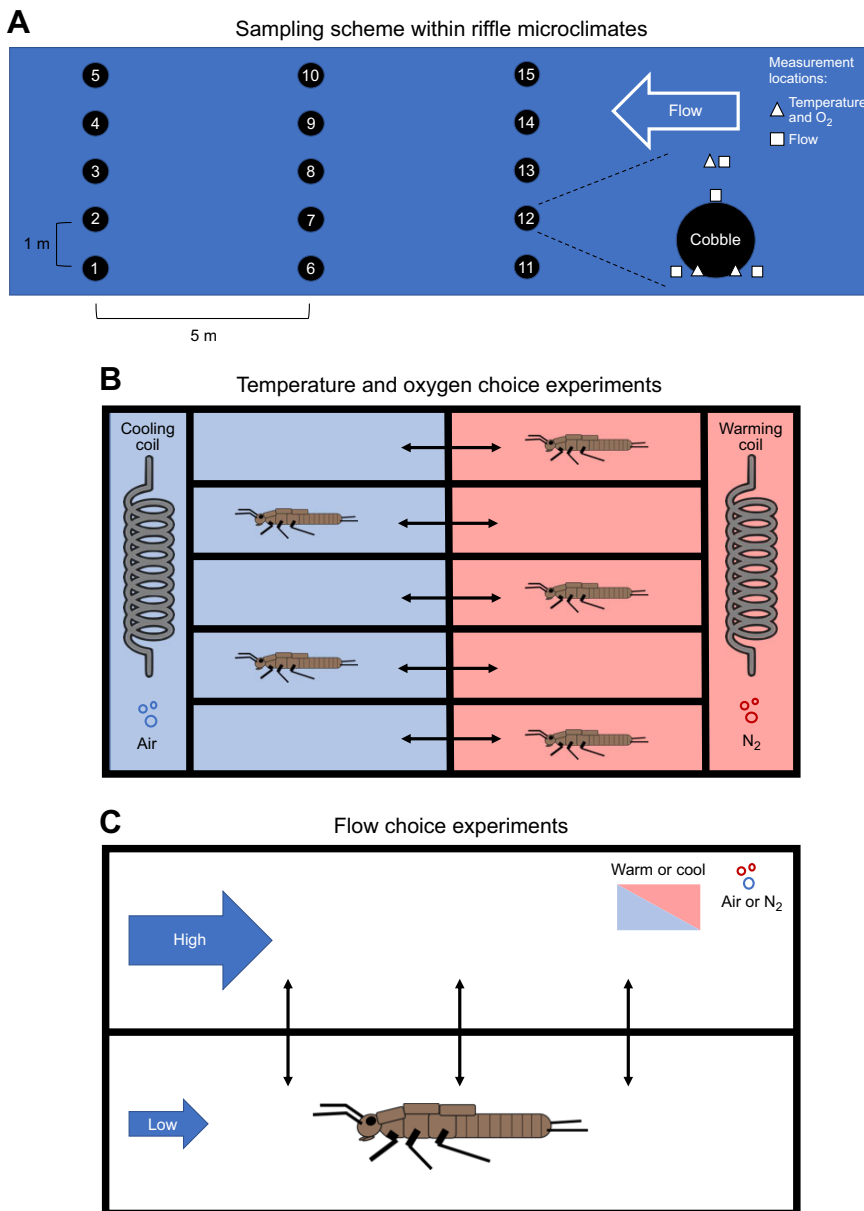 A
Sampling scheme within riffle microclimates
5
10
15
Measurement
locations:
Temperature
and O₂
Flow
Flow
4
9
14
3
8
13
2
7
12
1 m
Cobble
1
6
11
5 m
B
Temperature and oxygen choice experiments
Cooling
coil
Warming
coil
Air
N₂
C
Flow choice experiments
High
Warm or cool
Air or N₂
Low